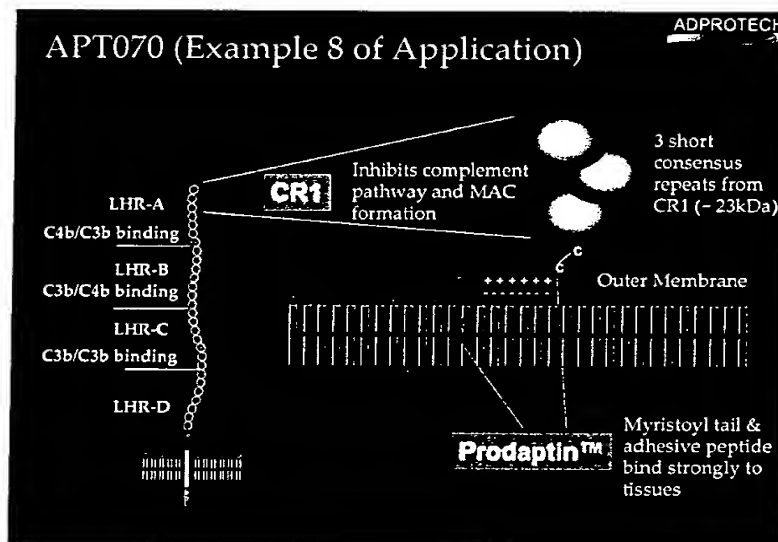 ADPROTECH
APT070 (Example 8 of Application)
LHR-A
C4b/C3b binding
LHR-B
C3b/C4b binding
LHR-C
C3b/C3b binding
LHR-D
CR1
Inhibits complement
pathway and MAC
formation
3 short
consensus
repeats from
CR1 (~ 23kDa)
C
C
++++++
------
Outer Membrane
Prodaptin™
Myristoyl tail &
adhesive peptide
bind strongly to
tissues